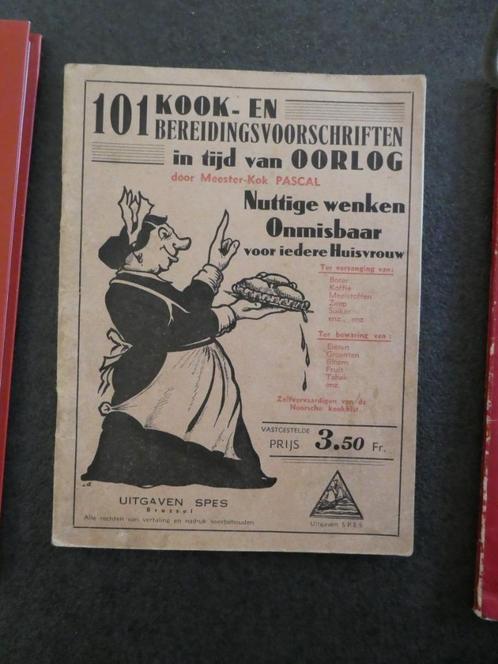 101 KOOK- EN
BEREIDINGSVOORSCHRIFTEN
in tijd van OORLOG
door Meester-Kok PASCAL
Nuttige wenken
Onmisbaar
voor iedere Huisvrouw
Ter vervanging van:
Boter
Koffie
Meelstoffen
Zeep
Suiker
enz., enz.
Ter bewaring van:
Eieren
Groenten
Bloem
Fruit
Tabak
enz.
Zelfvervaardigen van de
Noorsche kookkist.
VASTGESTELDE
PRIJS 3.50 Fr.
UITGAVEN SPES
Brussel
Alle rechten van vertaling en nadruk voorbehouden
Uitgaven SPES